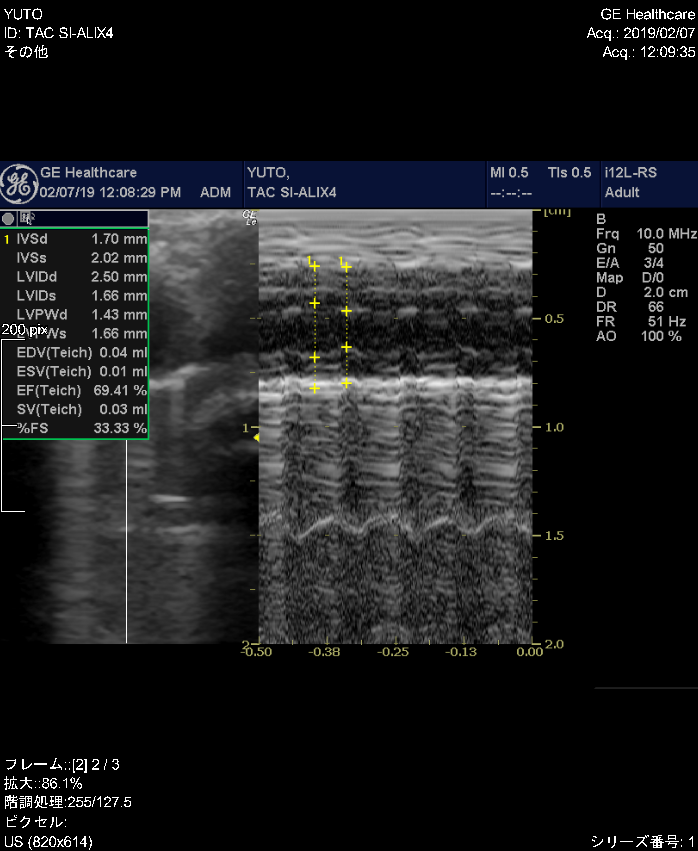 YUTO
ID: TAC SI-ALIX4
その他
GE Healthcare
Acq.: 2019/02/07
Acq.: 12:09:35
GE Healthcare
02/07/19 12:08:29 PM ADM
YUTO,
TAC SI-ALIX4
MI 0.5 TIs 0.5
--:--:--
i12L-RS
Adult
1 IVSd 1.70 mm
IVSs 2.02 mm
LVIDd 2.50 mm
LVIDs 1.66 mm
LVPWd 1.43 mm
LVPWs 1.66 mm
200 pix
EDV(Teich) 0.04 ml
ESV(Teich) 0.01 ml
EF(Teich) 69.41 %
SV(Teich) 0.03 ml
%FS 33.33 %
1 1
0.5
1 1.0
1.5
2 2.0
-0.50 -0.38 -0.25 -0.13 0.00
B
Frq 10.0 MHz
Gn 50
E/A 3/4
Map D/0
D 2.0 cm
DR 66
FR 51 Hz
AO 100 %
フレーム::[2] 2 / 3
拡大::86.1%
階調処理:255/127.5
ピクセル:
US (820x614)
シリーズ番号: 1